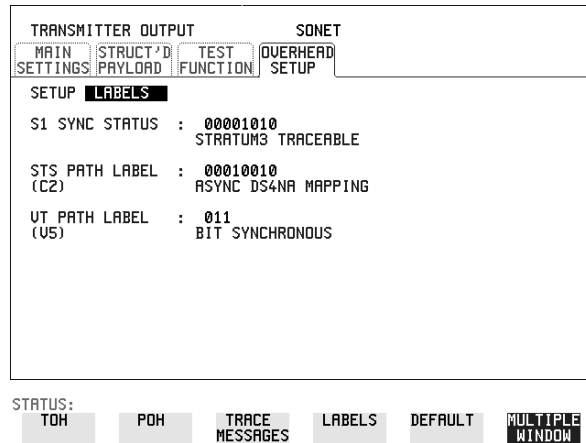 TRANSMITTER OUTPUT SONET
MAIN SETTINGS STRUCT'D PAYLOAD TEST FUNCTION OVERHEAD SETUP
SETUP LABELS
S1 SYNC STATUS : 00001010
STRATUM3 TRACEABLE
STS PATH LABEL : 00010010
(C2) ASYNC DS4NA MAPPING
VT PATH LABEL : 011
(V5) BIT SYNCHRONOUS
STATUS:
TOH POH TRACE MESSAGES LABELS DEFAULT MULTIPLE WINDOW